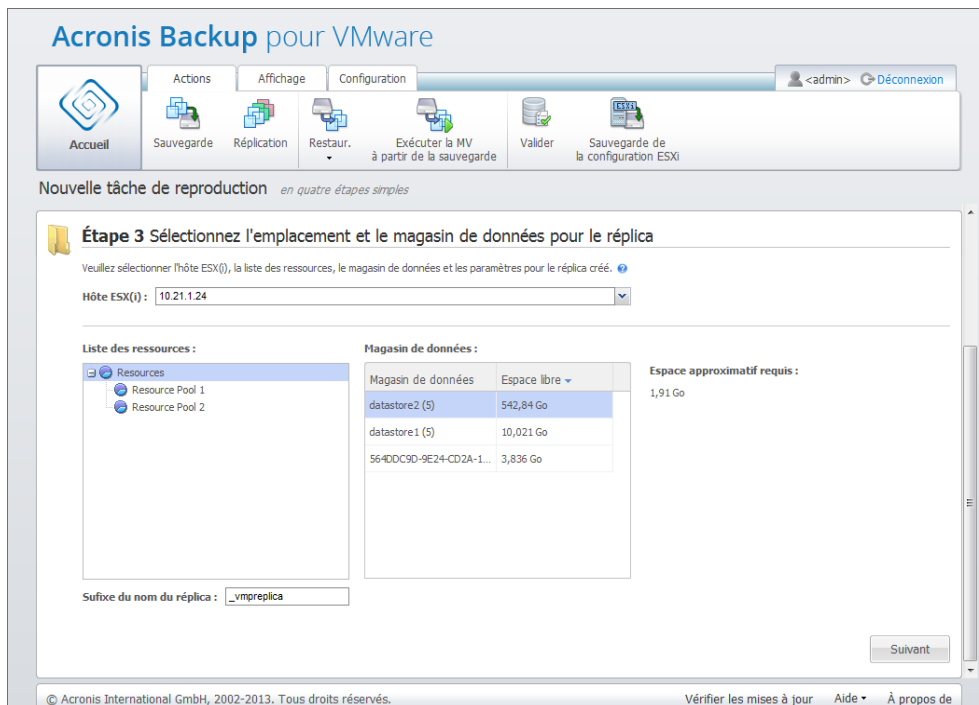 Acronis Backup pour VMware
Actions Affichage Configuration
<admin> Déconnexion
Accueil
Sauvegarde
Réplication
Restaur.
Exécuter la MV
à partir de la sauvegarde
Valider
Sauvegarde de
la configuration ESXi
ESXi
Nouvelle tâche de reproduction en quatre étapes simples
Étape 3 Sélectionnez l'emplacement et le magasin de données pour le réplica
Veuillez sélectionner l'hôte ESX(i), la liste des ressources, le magasin de données et les paramètres pour le réplica créé. ?
Hôte ESX(i) : 10.21.1.24
Liste des ressources :
Resources
Resource Pool 1
Resource Pool 2
Magasin de données :
Magasin de données Espace libre
datastore2 (5) 542,84 Go
datastore1 (5) 10,021 Go
564DDC9D-9E24-CD2A-1... 3,836 Go
Espace approximatif requis :
1,91 Go
Sufixe du nom du réplica : _vmpreplica
Suivant
© Acronis International GmbH, 2002-2013. Tous droits réservés.
Vérifier les mises à jour Aide À propos de